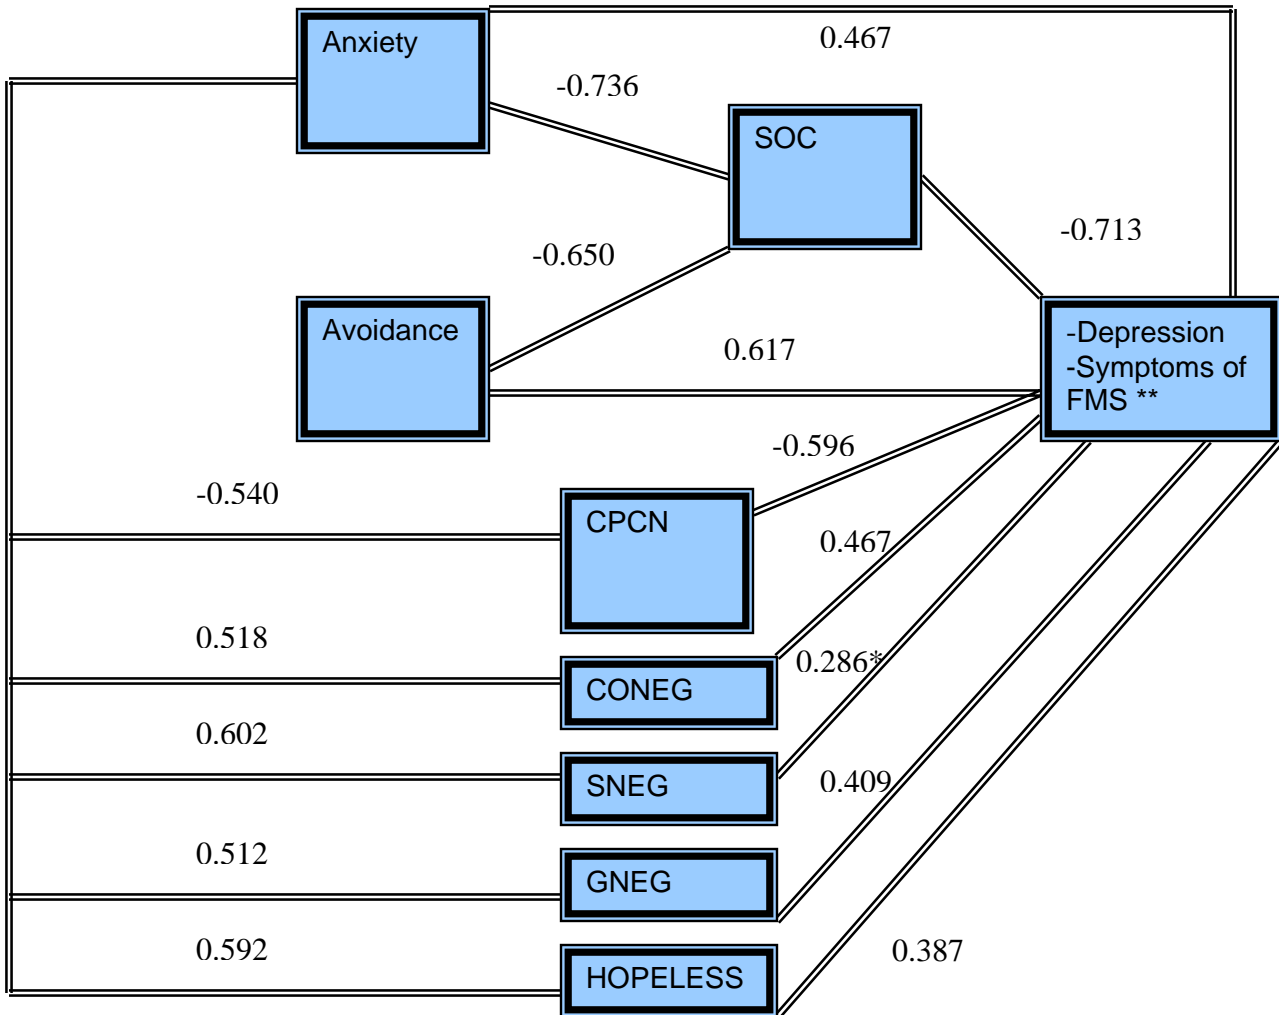 0.467
Anxiety
-0.736
SOC
-0.713
-0.650
Avoidance
0.617
-Depression
-Symptoms of
FMS **
-0.596
-0.540
CPCN
0.467
0.518
0.286*
CONEG
0.602
SNEG
0.409
0.512
GNEG
0.592
0.387
HOPELESS